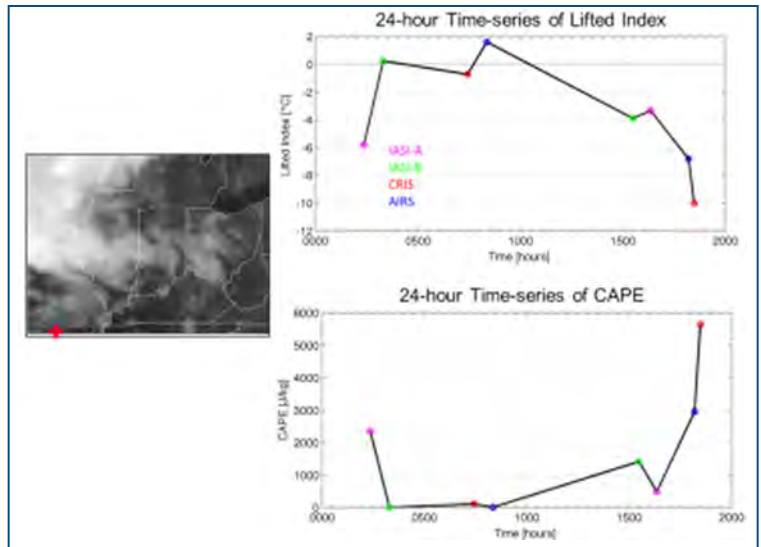 24-hour Time-series of Lifted Index
2
0
-2
-4
-6
-8
-10
-12
Lifted Index [°C]
IASI-A
IASI-B
CRIS
AIRS
0000 0500 1000 1500 2000
Time [hours]
24-hour Time-series of CAPE
6000
5000
4000
3000
2000
1000
0
CAPE [J/kg]
0000 0500 1000 1500 2000
Time [hours]